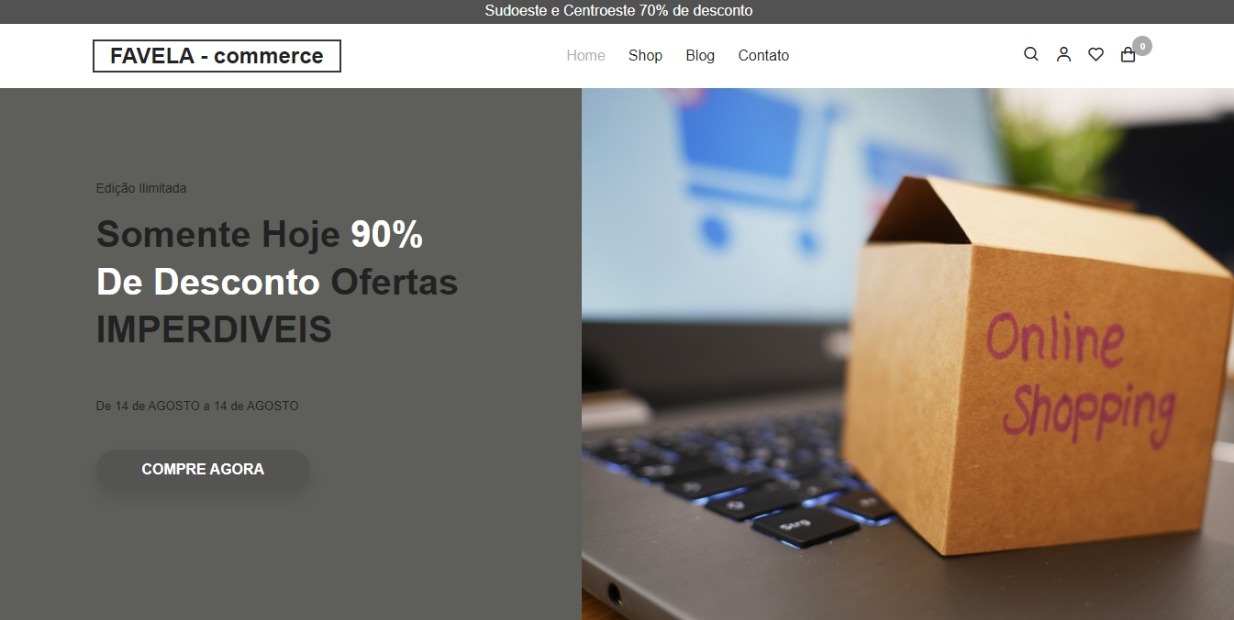 Sudoeste e Centroeste 70% de desconto
FAVELA - commerce
Home Shop Blog Contato
0
Edição Ilimitada
Somente Hoje 90%
De Desconto Ofertas
IMPERDIVEIS
De 14 de AGOSTO a 14 de AGOSTO
COMPRE AGORA
Online
Shopping
Strg